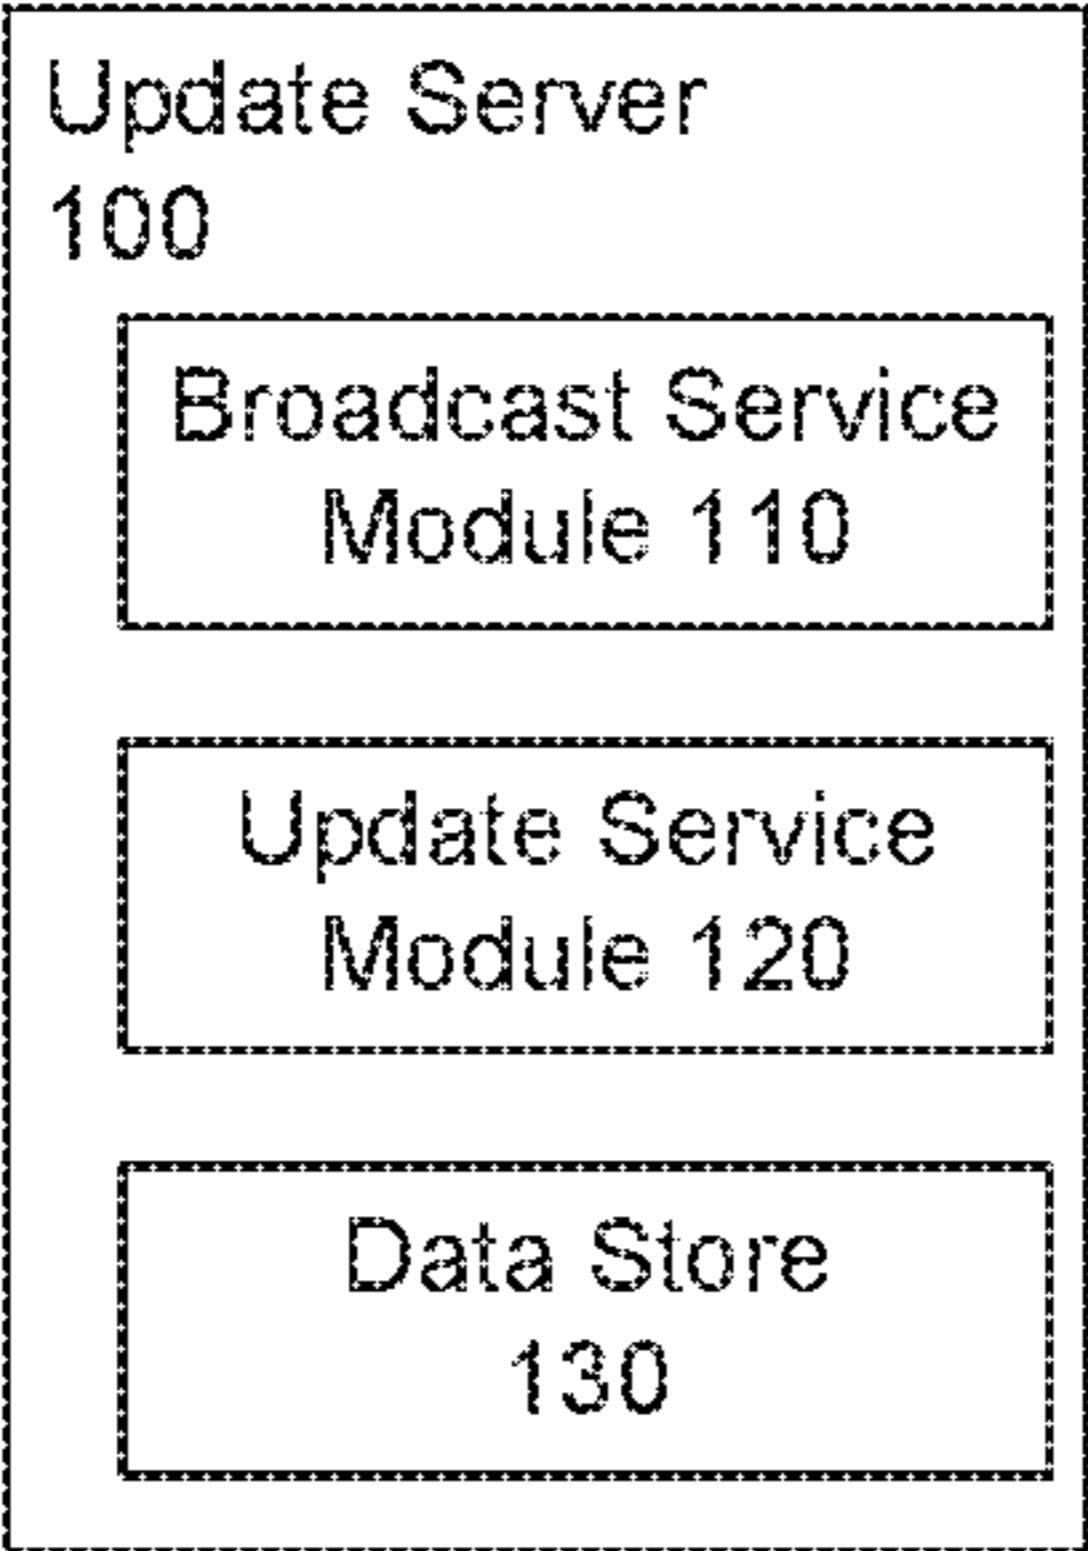 Update Server
100
Broadcast Service
Module 110
Update Service
Module 120
Data Store
130